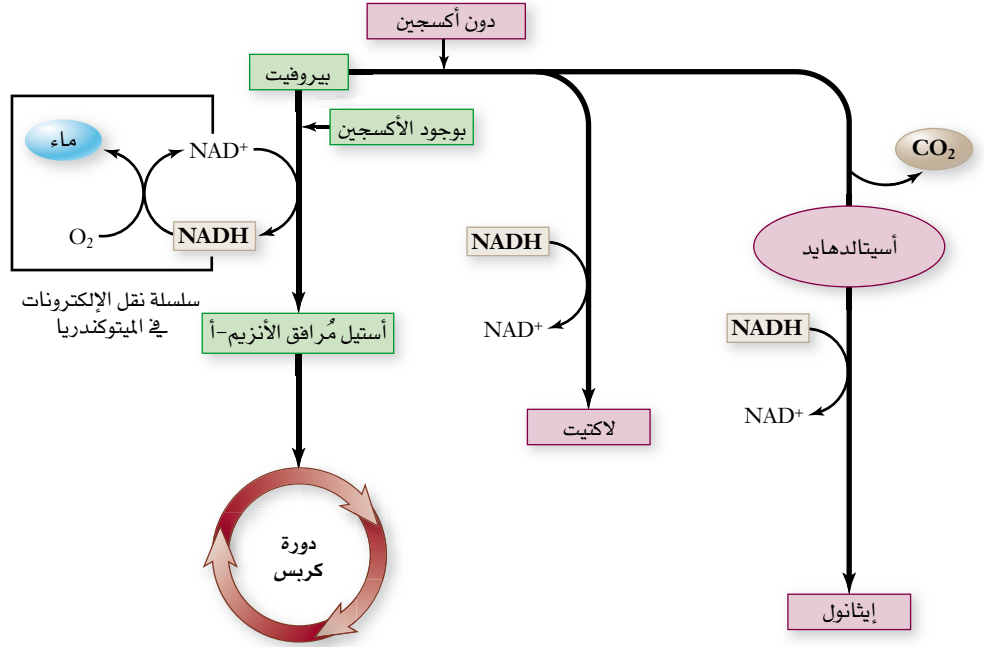 دون أكسجين
بيروفيت
بوجود الأكسجين
ماء
NAD⁺
O₂
NADH
سلسلة نقل الإلكترونات
في الميتوكندريا
أستيل مُرافق الأنزيم-أ
دورة
كربس
NADH
NAD⁺
لاكتيت
CO₂
أسيتالدهايد
NADH
NAD⁺
إيثانول